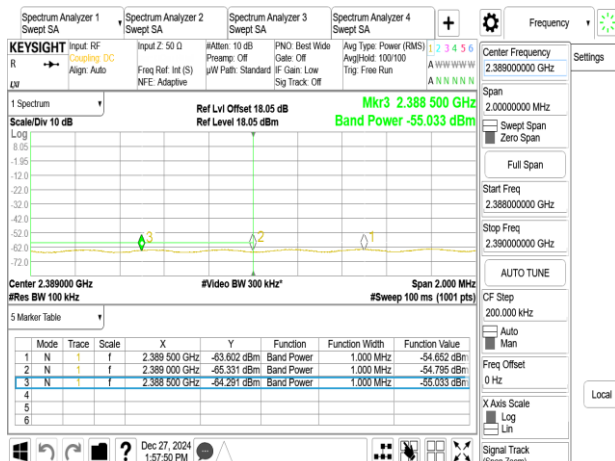 Spectrum Analyzer 1
Swept SA
Spectrum Analyzer 2
Swept SA
Spectrum Analyzer 3
Swept SA
Spectrum Analyzer 4
Swept SA
+
Frequency
KEYSIGHT
R
Input: RF
Coupling: DC
Align: Auto
Input Z: 50 Ω
Freq Ref: Int (S)
NFE: Adaptive
#Atten: 10 dB
Preamp: Off
µW Path: Standard
PNO: Best Wide
Gate: Off
IF Gain: Low
Sig Track: Off
Avg Type: Power (RMS)
Avg|Hold: 100/100
Trig: Free Run
1 2 3 4 5 6
A W W W W W
A N N N N N
1 Spectrum
Scale/Div 10 dB
Ref Lvl Offset 18.05 dB
Ref Level 18.05 dBm
Mkr3 2.388 500 GHz
Band Power -55.033 dBm
Log
8.05
-1.95
-12.0
-22.0
-32.0
-42.0
-52.0
-62.0
-72.0
3
2
1
Center 2.389000 GHz
#Res BW 100 kHz
#Video BW 300 kHz*
Span 2.000 MHz
#Sweep 100 ms (1001 pts)
5 Marker Table
Mode Trace Scale X Y Function Function Width Function Value
1 N 1 f 2.389 500 GHz -63.602 dBm Band Power 1.000 MHz -54.652 dBm
2 N 1 f 2.389 000 GHz -65.331 dBm Band Power 1.000 MHz -54.795 dBm
3 N 1 f 2.388 500 GHz -64.291 dBm Band Power 1.000 MHz -55.033 dBm
4
5
6
?
Dec 27, 2024
1:57:50 PM
Center Frequency
2.389000000 GHz
Span
2.00000000 MHz
Swept Span
Zero Span
Full Span
Start Freq
2.388000000 GHz
Stop Freq
2.390000000 GHz
AUTO TUNE
CF Step
200.000 kHz
Auto
Man
Freq Offset
0 Hz
X Axis Scale
Log
Lin
Signal Track
(Span Zoom)
Settings
Local